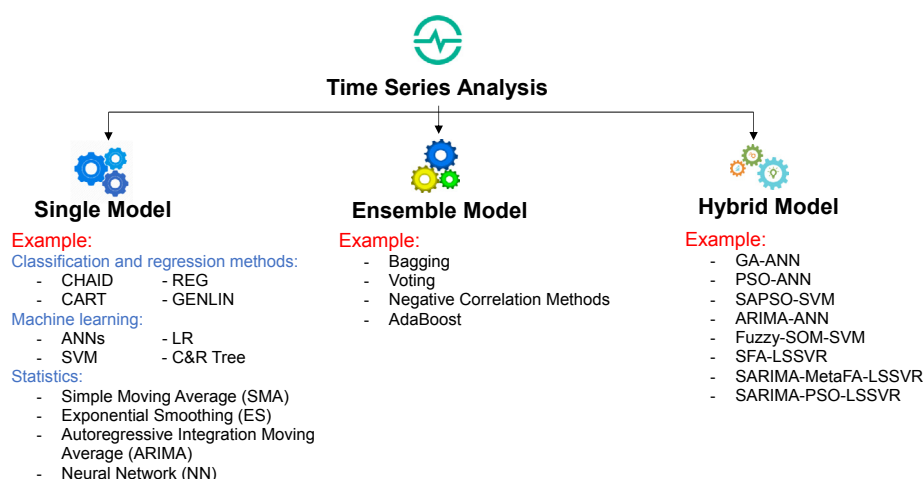 Time Series Analysis
Single Model
Example:
Classification and regression methods:
- CHAID - REG
- CART - GENLIN
Machine learning:
- ANNs - LR
- SVM - C&R Tree
Statistics:
- Simple Moving Average (SMA)
- Exponential Smoothing (ES)
- Autoregressive Integration Moving
Average (ARIMA)
- Neural Network (NN)
Ensemble Model
Example:
- Bagging
- Voting
- Negative Correlation Methods
- AdaBoost
Hybrid Model
Example:
- GA-ANN
- PSO-ANN
- SAPSO-SVM
- ARIMA-ANN
- Fuzzy-SOM-SVM
- SFA-LSSVR
- SARIMA-MetaFA-LSSVR
- SARIMA-PSO-LSSVR